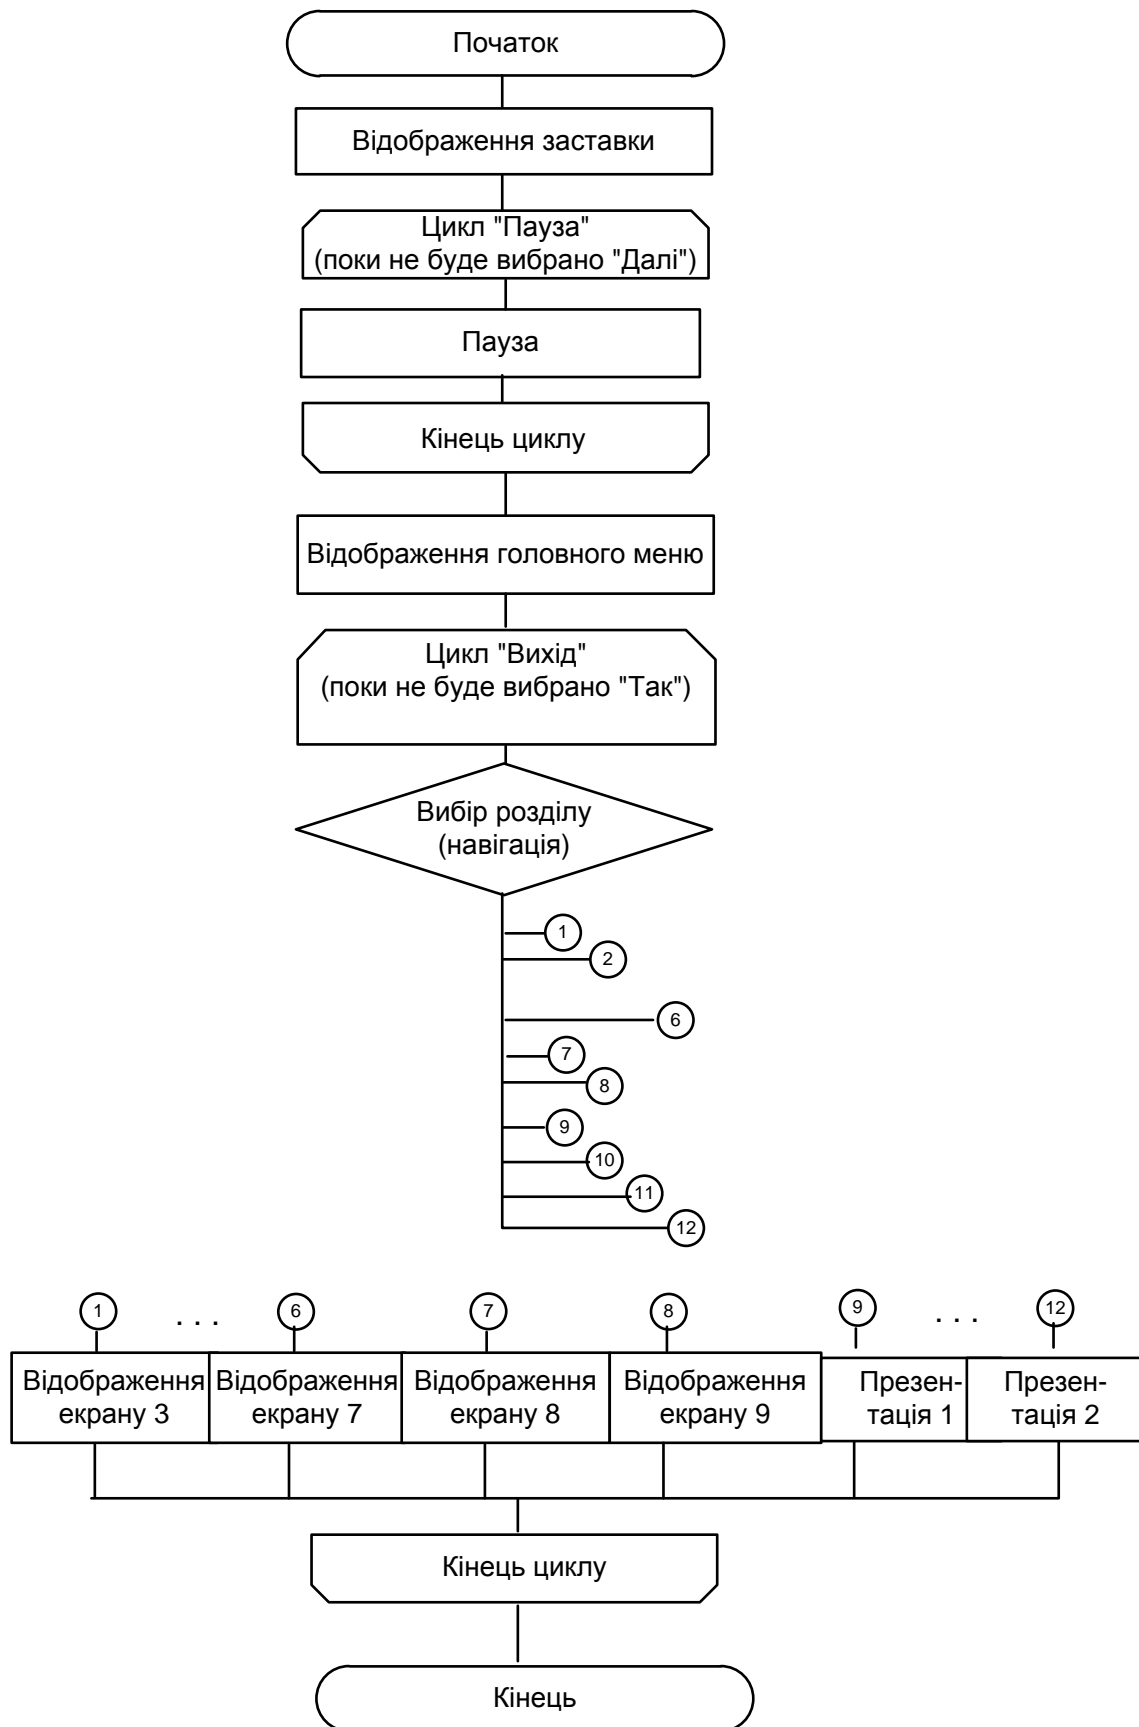 Початок
Відображення заставки
Цикл "Пауза"
(поки не буде вибрано "Далі")
Пауза
Кінець циклу
Відображення головного меню
Цикл "Вихід"
(поки не буде вибрано "Так")
Вибір розділу
(навігація)
1
2
6
7
8
9
10
11
12
1 . . . 6 7 8 9 . . . 12
Відображення Відображення Відображення Відображення Презен- Презен-
екрану 3 екрану 7 екрану 8 екрану 9 тація 1 тація 2
Кінець циклу
Кінець